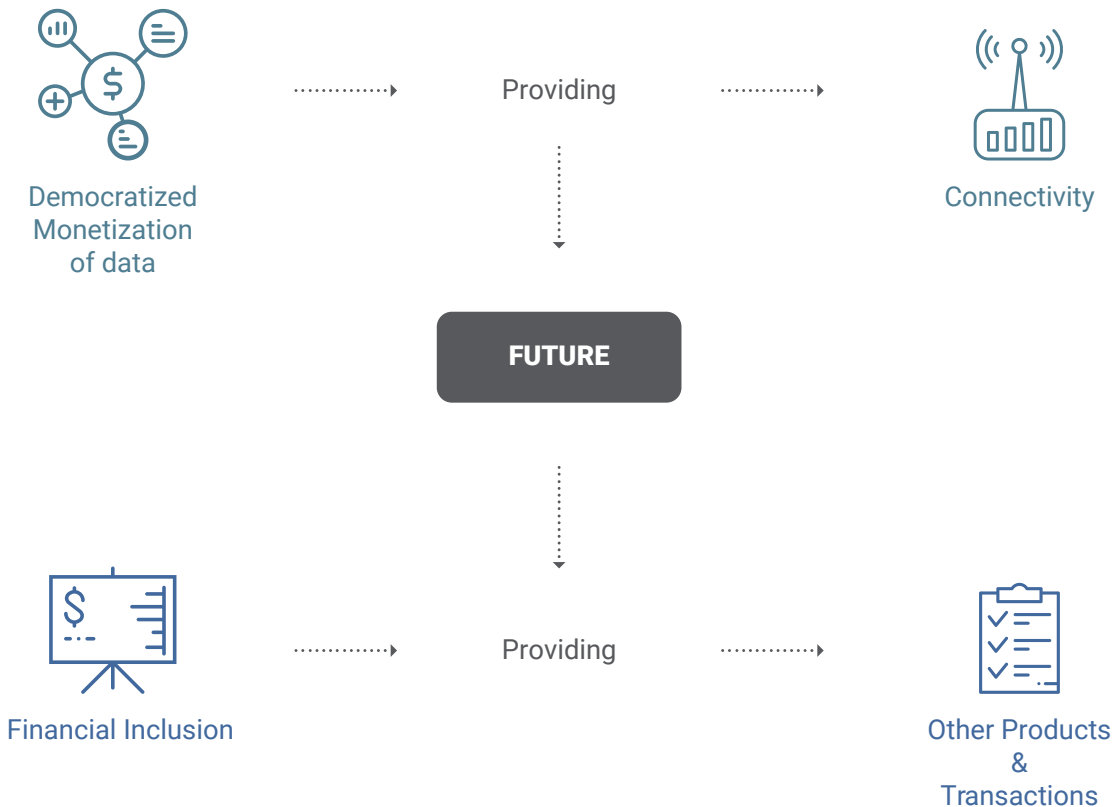 Providing
Democratized
Monetization
of data
Connectivity
FUTURE
Providing
Financial Inclusion
Other Products
&
Transactions